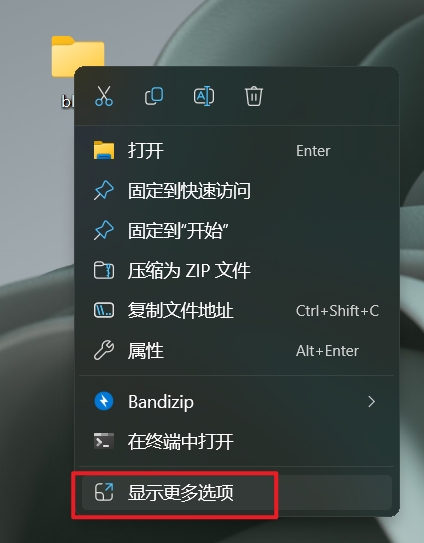 打开 Enter
固定到快速访问
固定到"开始"
压缩为 ZIP 文件
复制文件地址 Ctrl+Shift+C
属性 Alt+Enter
Bandizip
在终端中打开
显示更多选项